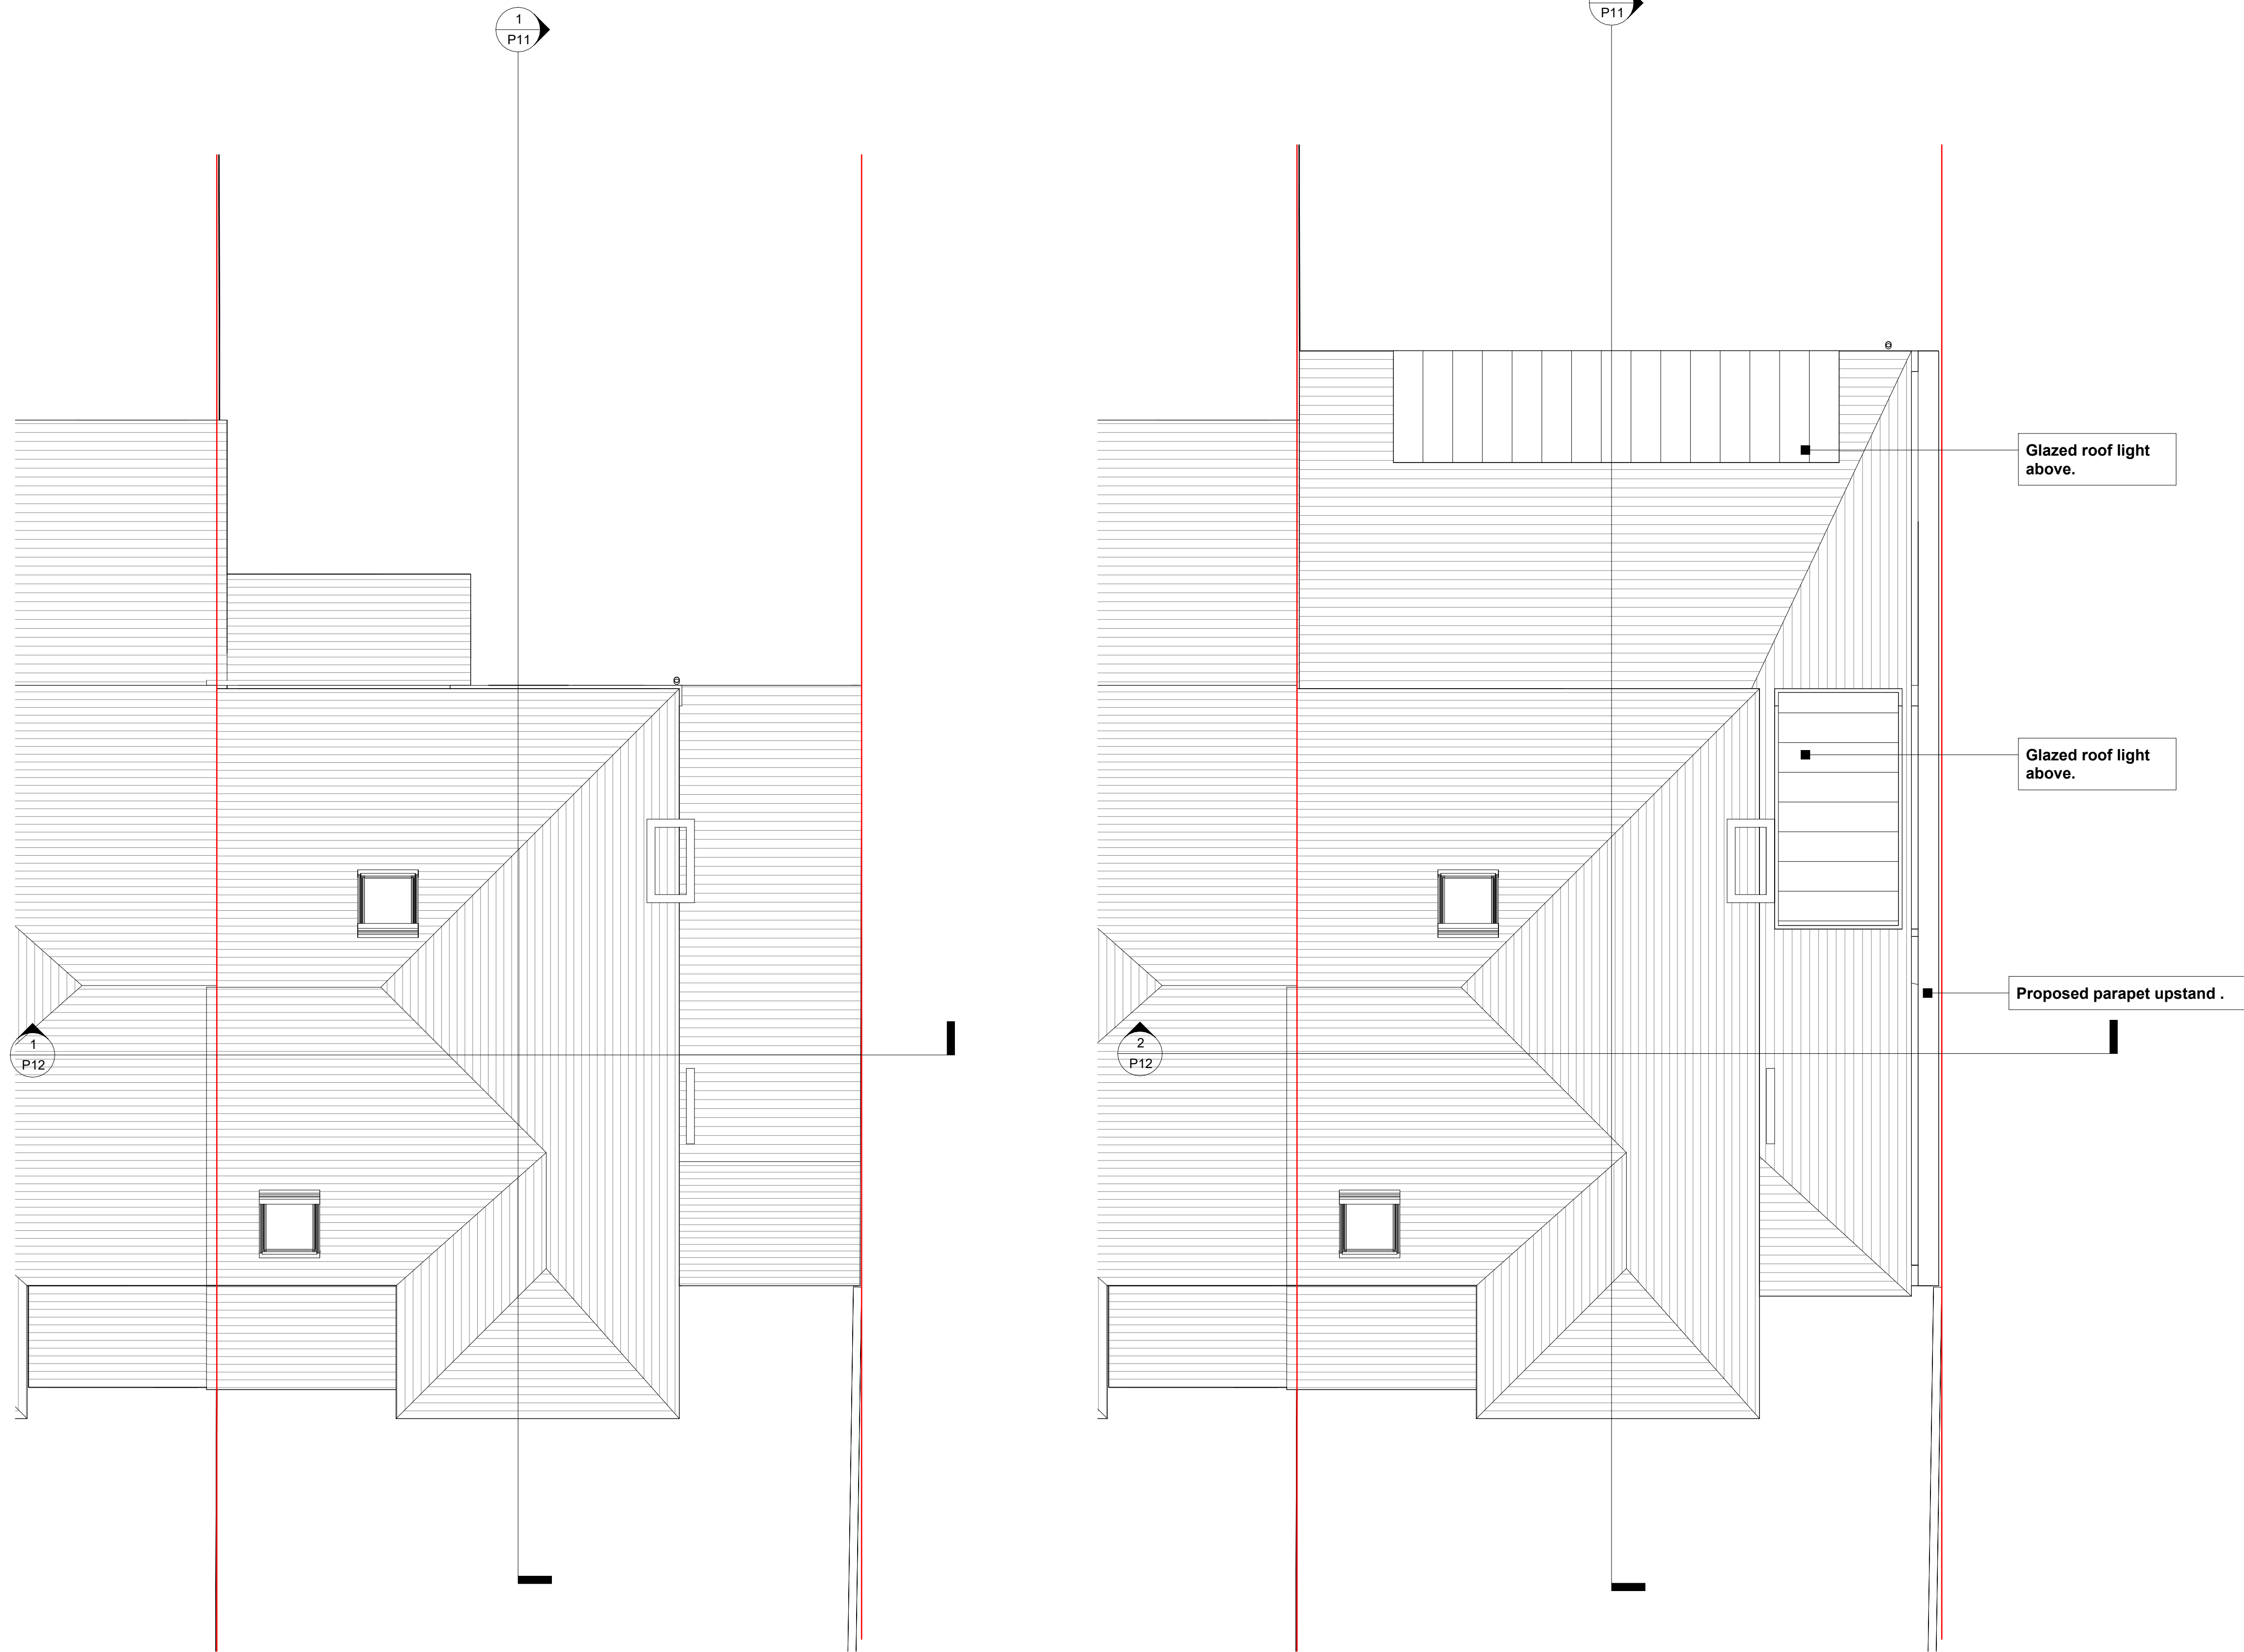 1
P11
P11
Glazed roof light
above.
Glazed roof light
above.
Proposed parapet upstand .
1
P12
2
P12